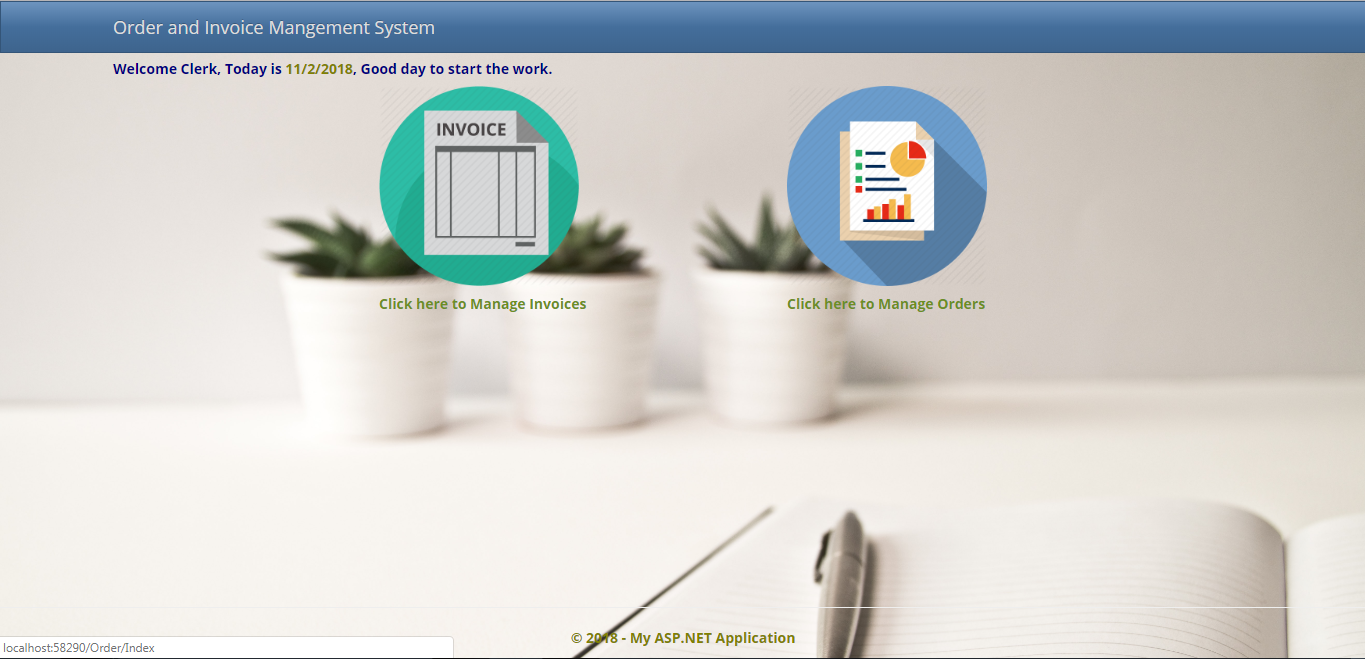 Order and Invoice Mangement System
Welcome Clerk, Today is 11/2/2018, Good day to start the work.
INVOICE
Click here to Manage Invoices
Click here to Manage Orders
© 2018 - My ASP.NET Application
localhost:58290/Order/Index